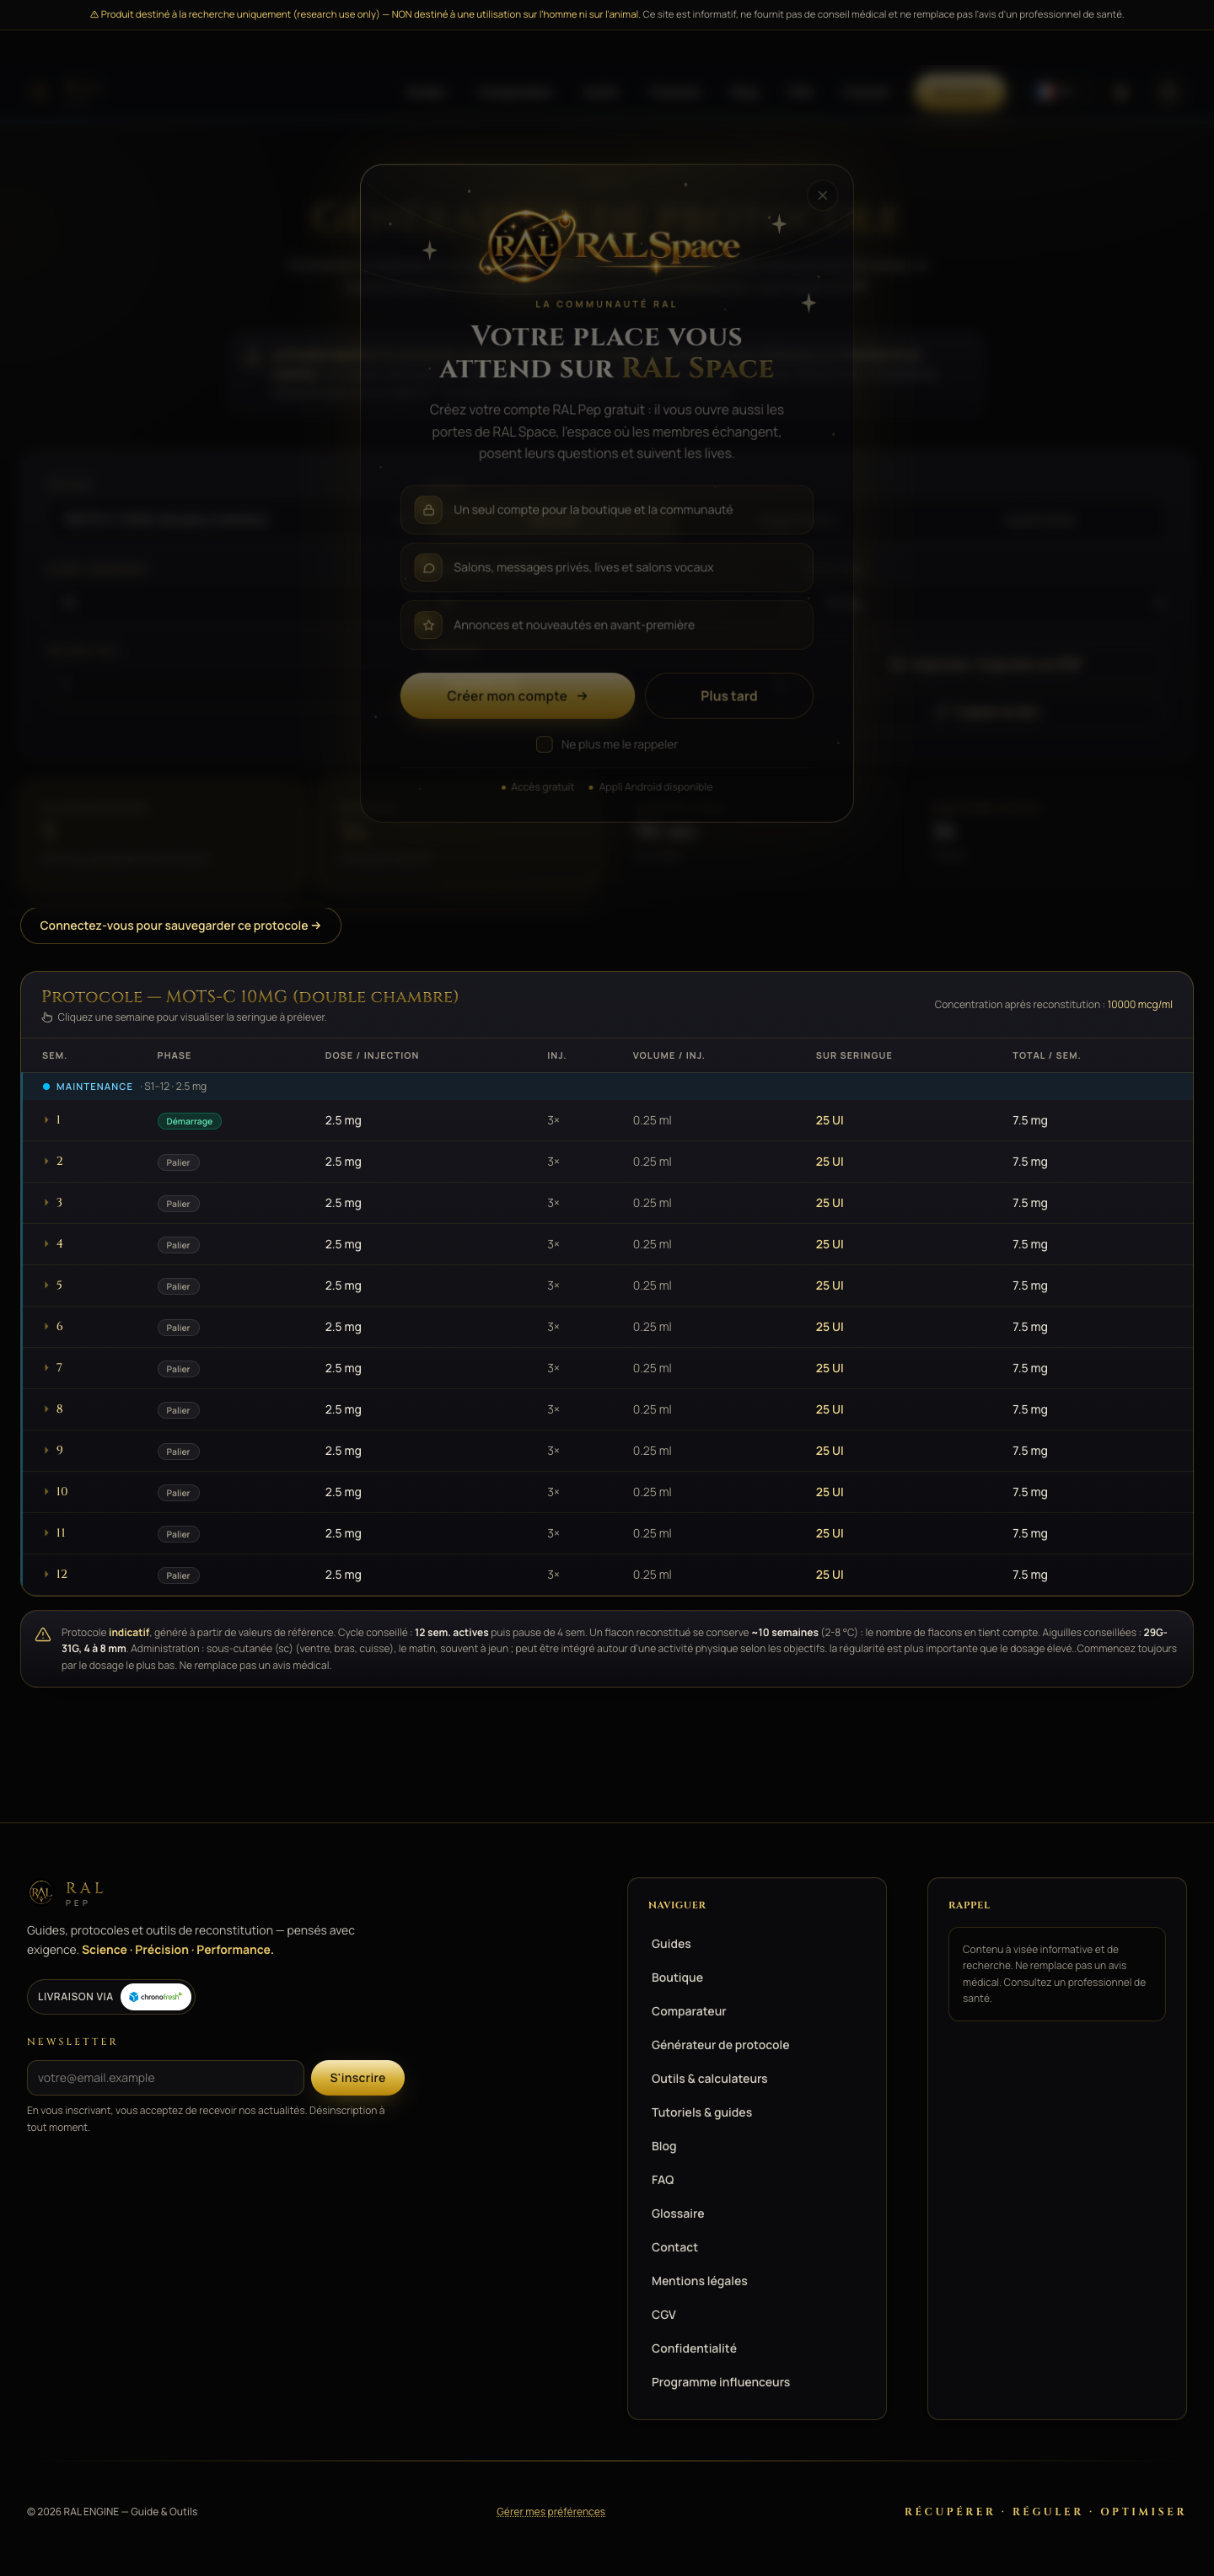 ⚠ Produit destiné à la recherche uniquement (research use only) — NON destiné à une utilisation sur l'homme ni sur l'animal. Ce site est informatif, ne fournit pas de conseil médical et ne remplace pas l'avis d'un professionnel de santé.
RAL RAL Space
LA COMMUNAUTÉ RAL
Votre place vous
attend sur RAL Space
Créez votre compte RAL Pep gratuit : il vous ouvre aussi les
portes de RAL Space, l'espace où les membres échangent,
posent leurs questions et suivent les lives.
Un seul compte pour la boutique et la communauté
Salons, messages privés, lives et salons vocaux
Annonces et nouveautés en avant-première
Créer mon compte →
Plus tard
Ne plus me le rappeler
Accès gratuit
Appli Android disponible
Connectez-vous pour sauvegarder ce protocole →
Protocole — MOTS-C 10MG (double chambre)
Cliquez une semaine pour visualiser la seringue à prélever.
Concentration après reconstitution : 10000 mcg/ml
SEM. PHASE DOSE / INJECTION INJ. VOLUME / INJ. SUR SERINGUE TOTAL / SEM.
MAINTENANCE · S1–12 · 2.5 mg
1 Démarrage 2.5 mg 3× 0.25 ml 25 UI 7.5 mg
2 Palier 2.5 mg 3× 0.25 ml 25 UI 7.5 mg
3 Palier 2.5 mg 3× 0.25 ml 25 UI 7.5 mg
4 Palier 2.5 mg 3× 0.25 ml 25 UI 7.5 mg
5 Palier 2.5 mg 3× 0.25 ml 25 UI 7.5 mg
6 Palier 2.5 mg 3× 0.25 ml 25 UI 7.5 mg
7 Palier 2.5 mg 3× 0.25 ml 25 UI 7.5 mg
8 Palier 2.5 mg 3× 0.25 ml 25 UI 7.5 mg
9 Palier 2.5 mg 3× 0.25 ml 25 UI 7.5 mg
10 Palier 2.5 mg 3× 0.25 ml 25 UI 7.5 mg
11 Palier 2.5 mg 3× 0.25 ml 25 UI 7.5 mg
12 Palier 2.5 mg 3× 0.25 ml 25 UI 7.5 mg
Protocole indicatif, généré à partir de valeurs de référence. Cycle conseillé : 12 sem. actives puis pause de 4 sem. Un flacon reconstitué se conserve ~10 semaines (2-8 °C) : le nombre de flacons en tient compte. Aiguilles conseillées : 29G-
31G, 4 à 8 mm. Administration : sous-cutanée (sc) (ventre, bras, cuisse), le matin, souvent à jeun ; peut être intégré autour d'une activité physique selon les objectifs. la régularité est plus importante que le dosage élevé.. Commencez toujours
par le dosage le plus bas. Ne remplace pas un avis médical.
RAL
PEP
Guides, protocoles et outils de reconstitution — pensés avec
exigence. Science · Précision · Performance.
LIVRAISON VIA chronofresh
NEWSLETTER
votre@email.example
S'inscrire
En vous inscrivant, vous acceptez de recevoir nos actualités. Désinscription à
tout moment.
NAVIGUER
Guides
Boutique
Comparateur
Générateur de protocole
Outils & calculateurs
Tutoriels & guides
Blog
FAQ
Glossaire
Contact
Mentions légales
CGV
Confidentialité
Programme influenceurs
RAPPEL
Contenu à visée informative et de
recherche. Ne remplace pas un avis
médical. Consultez un professionnel de
santé.
© 2026 RAL ENGINE — Guide & Outils
Gérer mes préférences
RÉCUPÉRER · RÉGULER · OPTIMISER